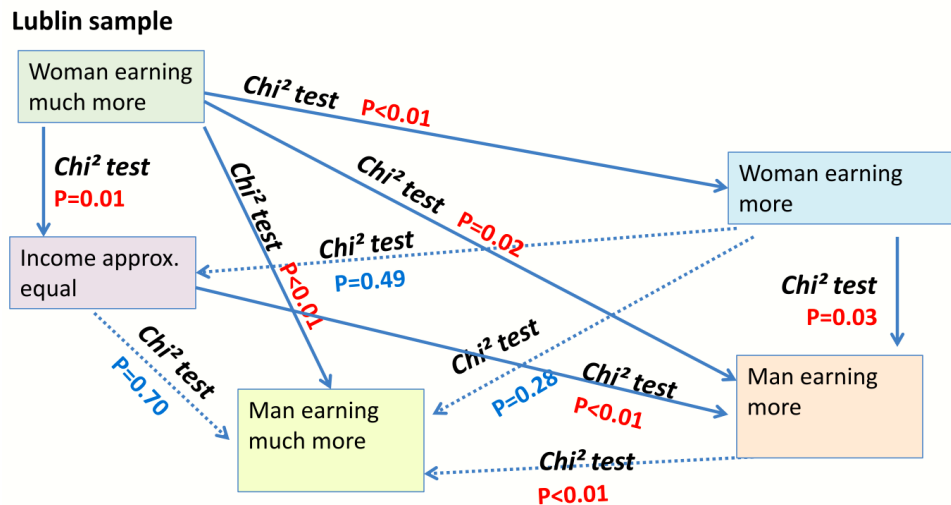 Lublin sample
Woman earning
much more
Chi² test
P<0.01
Chi² test
P=0.01
Chi² test
P<0.01
Chi² test
P=0.02
Woman earning
more
Chi² test
P=0.49
Income approx.
equal
Chi² test
P=0.03
Chi² test
P=0.70
Chi² test
P=0.28
Chi² test
P<0.01
Man earning
more
Man earning
much more
Chi² test
P<0.01